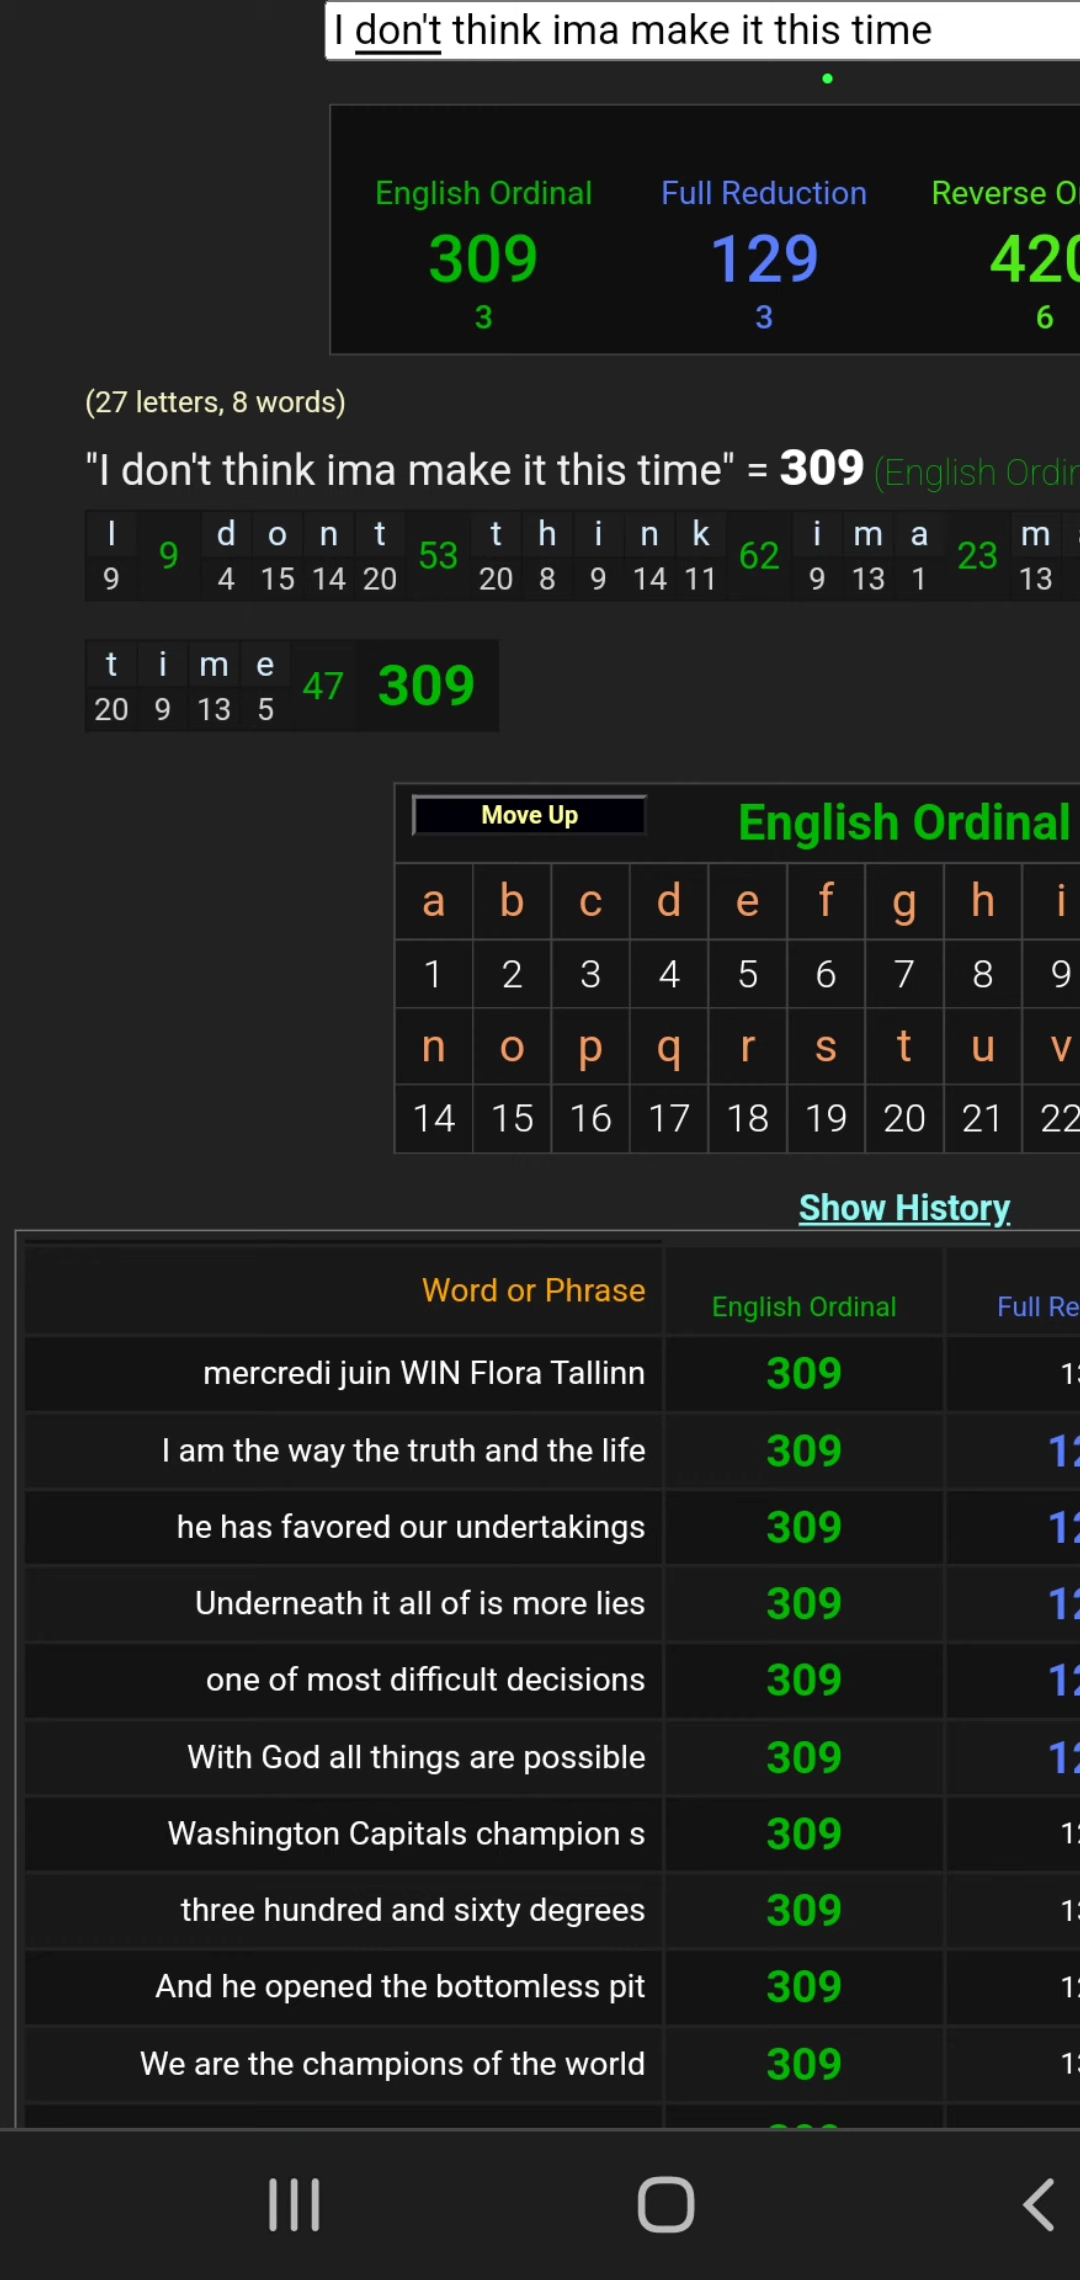 I don't think ima make it this time
English Ordinal Full Reduction Reverse
309 129
3 3 6
(27 letters, 8 words)
"I don't think ima make it this time" = 309 (English
I d o n t t h i n k i m a m
9 9 4 15 14 20 53 20 8 9 14 11 62 9 13 1 23 13
t i m e
20 9 13 5 47 309
Move Up English Ordinal
a b c d e f g h i
1 2 3 4 5 6 7 8 9
n o p q r s t u v
14 15 16 17 18 19 20 21 22
Show History
Word or Phrase English Ordinal Full
mercredi juin WIN Flora Tallinn 309
I am the way the truth and the life 309
he has favored our undertakings 309
Underneath it all of is more lies 309
one of most difficult decisions 309
With God all things are possible 309
Washington Capitals champion s 309
three hundred and sixty degrees 309
And he opened the bottomless pit 309
We are the champions of the world 309